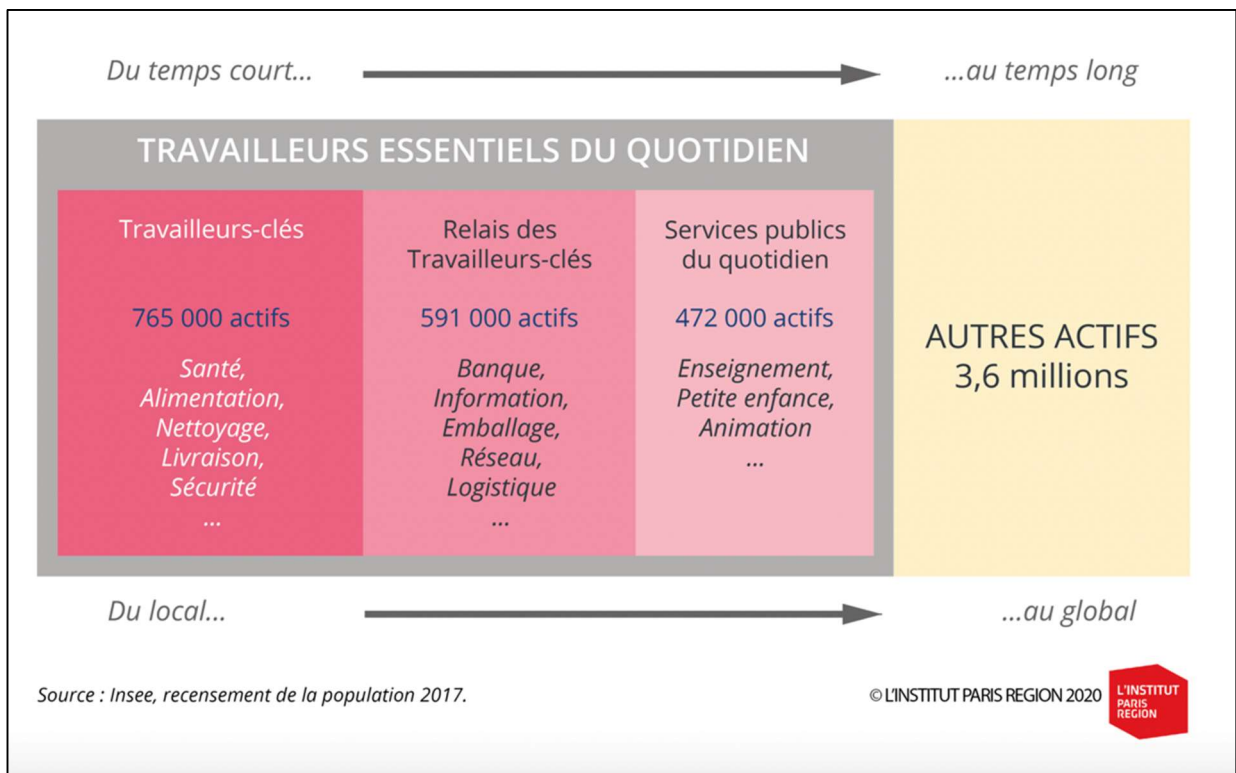 Du temps court...
...au temps long
TRAVAILLEURS ESSENTIELS DU QUOTIDIEN
Travailleurs-clés
765 000 actifs
Santé,
Alimentation,
Nettoyage,
Livraison,
Sécurité
...
Relais des
Travailleurs-clés
591 000 actifs
Banque,
Information,
Emballage,
Réseau,
Logistique
...
Services publics
du quotidien
472 000 actifs
Enseignement,
Petite enfance,
Animation
...
AUTRES ACTIFS
3,6 millions
Du local...
...au global
Source : Insee, recensement de la population 2017.
© L'INSTITUT PARIS REGION 2020
L'INSTITUT
PARIS
REGION